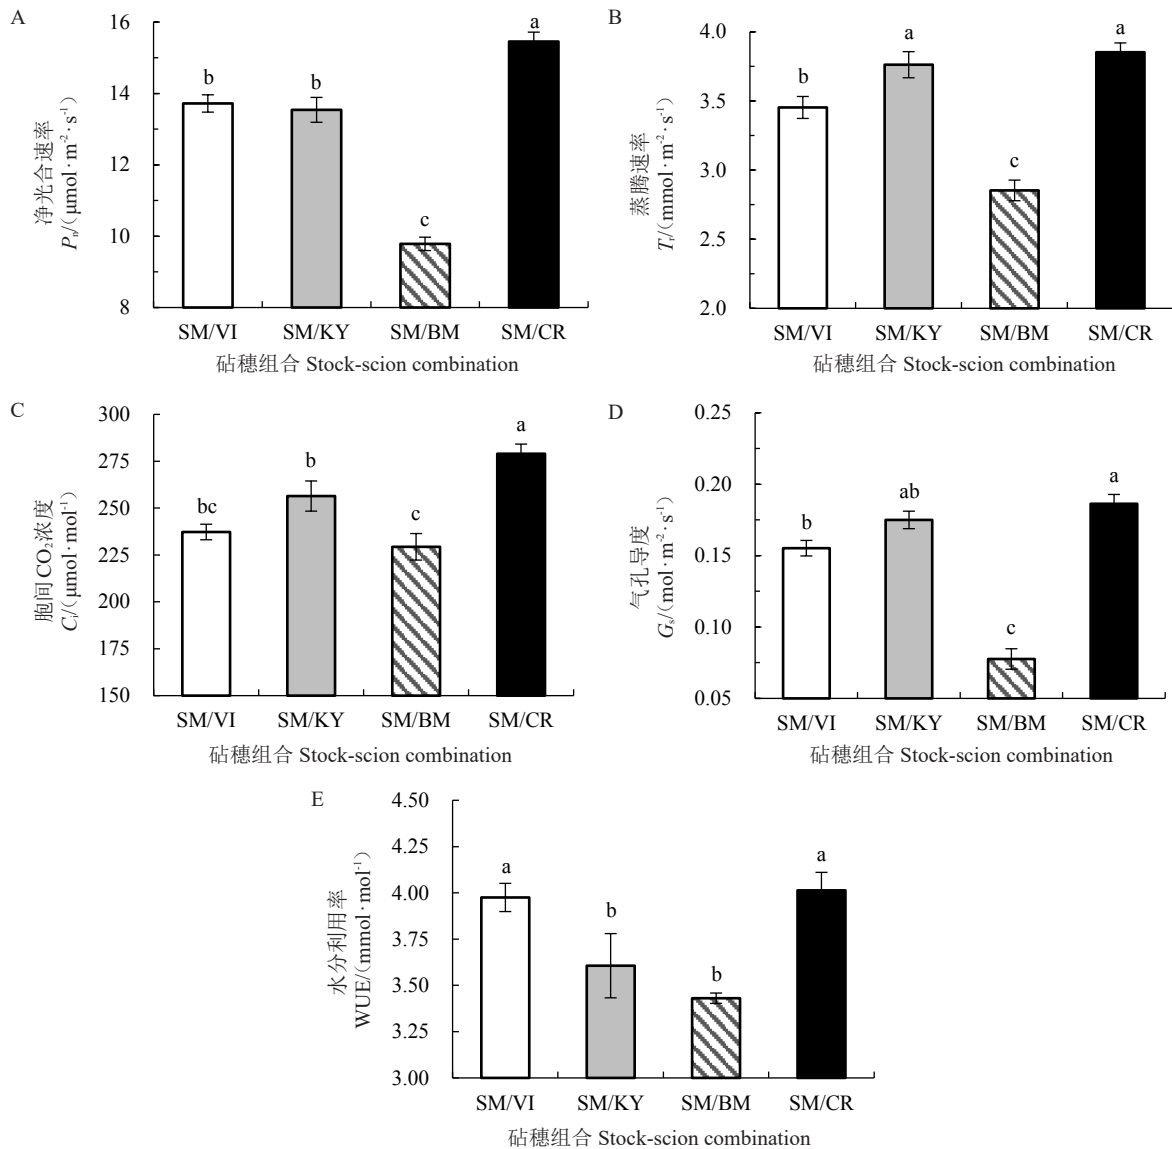 A
净光合速率
Pₙ/(μmol·m⁻²·s⁻¹)
16
14
12
10
8
b
b
c
a
SM/VI SM/KY SM/BM SM/CR
砧穗组合 Stock-scion combination
B
蒸腾速率
Tᵣ/(mmol·m⁻²·s⁻¹)
4.0
3.5
3.0
2.5
2.0
b
a
c
a
SM/VI SM/KY SM/BM SM/CR
砧穗组合 Stock-scion combination
C
胞间CO₂浓度
Cᵢ/(μmol·mol⁻¹)
300
275
250
225
200
175
150
bc
b
c
a
SM/VI SM/KY SM/BM SM/CR
砧穗组合 Stock-scion combination
D
气孔导度
Gₛ/(mol·m⁻²·s⁻¹)
0.25
0.20
0.15
0.10
0.05
b
ab
c
a
SM/VI SM/KY SM/BM SM/CR
砧穗组合 Stock-scion combination
E
水分利用率
WUE/(mmol·mol⁻¹)
4.50
4.25
4.00
3.75
3.50
3.25
3.00
a
b
b
a
SM/VI SM/KY SM/BM SM/CR
砧穗组合 Stock-scion combination